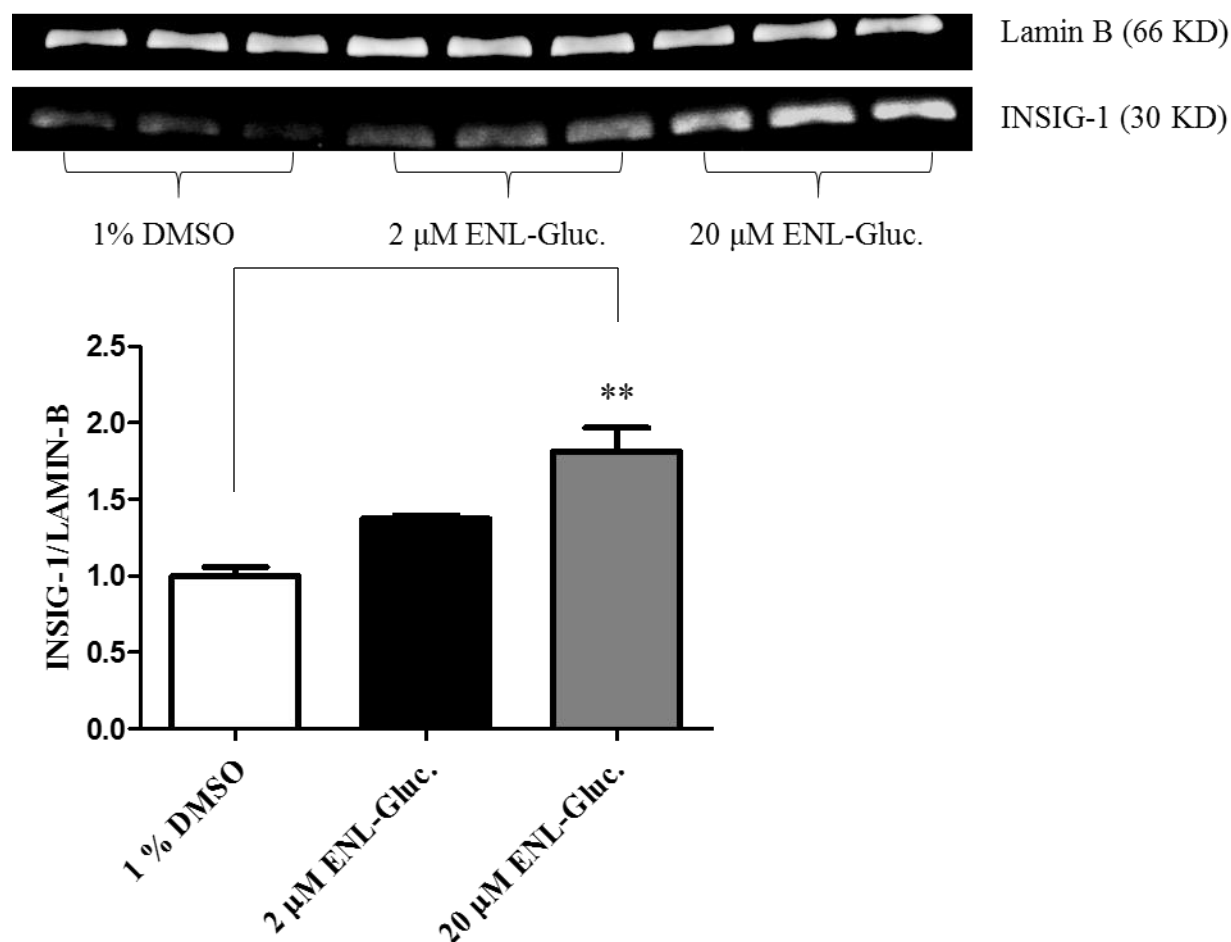 Lamin B (66 KD)
INSIG-1 (30 KD)
1% DMSO
2 μM ENL-Gluc.
20 μM ENL-Gluc.
2.5
2.0
1.5
1.0
0.5
0.0
INSIG-1/LAMIN-B
**
1 % DMSO
2 μM ENL-Gluc.
20 μM ENL-Gluc.